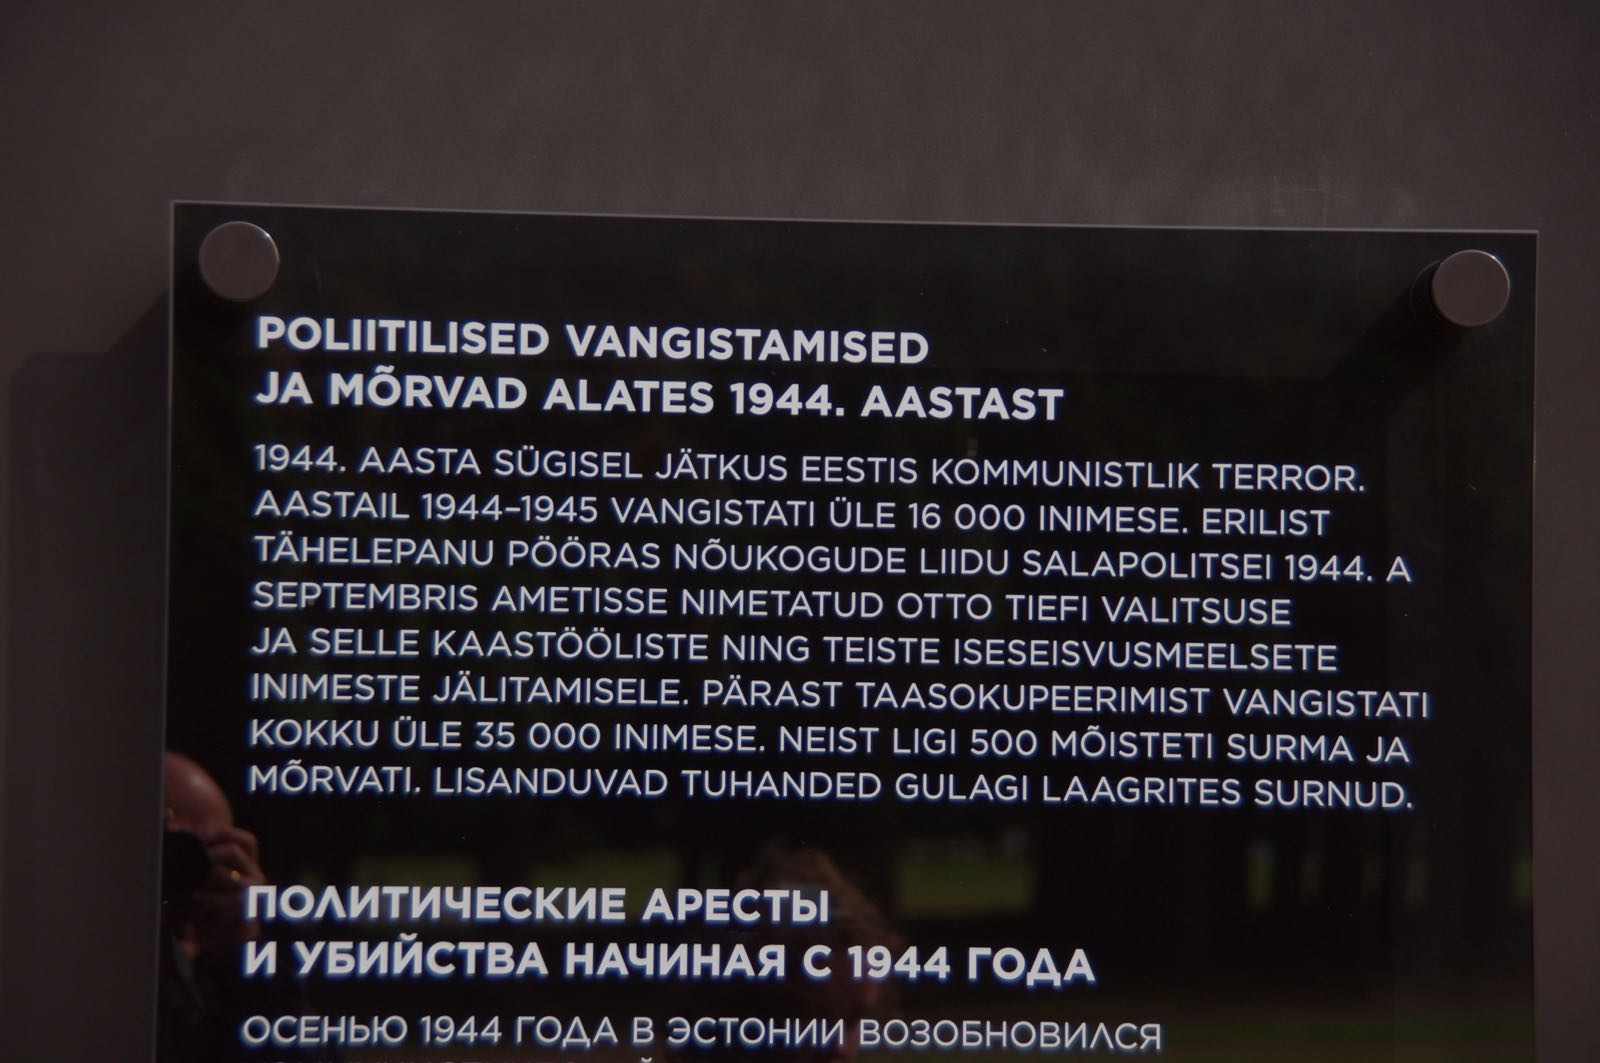 POLIITILISED VANGISTAMISED
JA MÕRVAD ALATES 1944. AASTAST
1944. AASTA SÜGISEL JÄTKUS EESTIS KOMMUNISTLIK TERROR.
AASTAIL 1944–1945 VANGISTATI ÜLE 16 000 INIMESE. ERILIST
TÄHELEPANU PÖÖRAS NÕUKOGUDE LIIDU SALAPOLITSEI 1944. A
SEPTEMBRIS AMETISSE NIMETATUD OTTO TIEFI VALITSUSE
JA SELLE KAASTÖÖLISTE NING TEISTE ISESEISVUSMEELSETE
INIMESTE JÄLITAMISELE. PÄRAST TAASOKUPEERIMIST VANGISTATI
KOKKU ÜLE 35 000 INIMESE. NEIST LIGI 500 MÕISTETI SURMA JA
MÕRVATI. LISANDUVAD TUHANDED GULAGI LAAGRITES SURNUD.
ПОЛИТИЧЕСКИЕ АРЕСТЫ
И УБИЙСТВА НАЧИНАЯ С 1944 ГОДА
ОСЕНЬЮ 1944 ГОДА В ЭСТОНИИ ВОЗОБНОВИЛСЯ